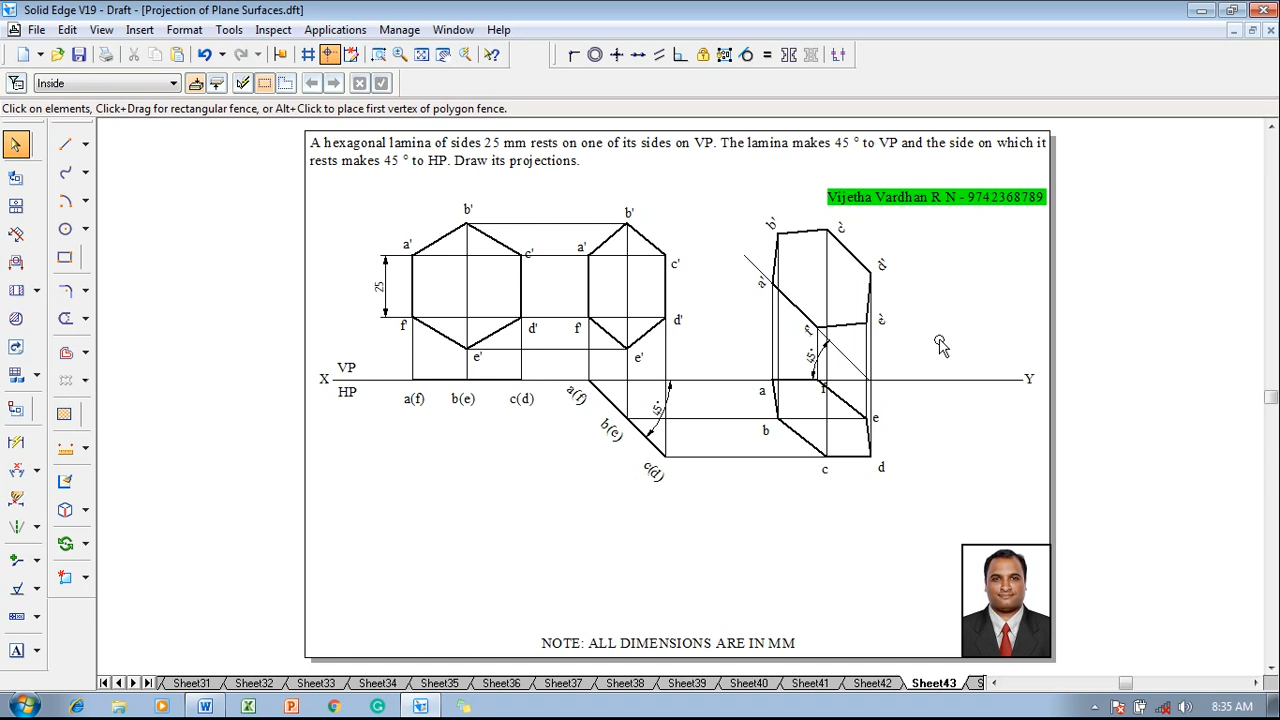 Solid Edge V19 - Draft - [Projection of Plane Surfaces.dft]
File Edit View Insert Format Tools Inspect Applications Manage Window Help
Inside
Click on elements, Click+Drag for rectangular fence, or Alt+Click to place first vertex of polygon fence.
A hexagonal lamina of sides 25 mm rests on one of its sides on VP. The lamina makes 45 ° to VP and the side on which it
rests makes 45 ° to HP. Draw its projections.
Vijetha Vardhan R N - 9742368789
b' b' b' c'
a' c' a' c' a' d'
25
f' d' f' d' f' e'
e' e'
45°
VP
X Y
HP
a(f) b(e) c(d)
a(f) b(e) c(d)
45°
a f
b e
c d
NOTE: ALL DIMENSIONS ARE IN MM
Sheet31 Sheet32 Sheet33 Sheet34 Sheet35 Sheet36 Sheet37 Sheet38 Sheet39 Sheet40 Sheet41 Sheet42 Sheet43 S
8:35 AM